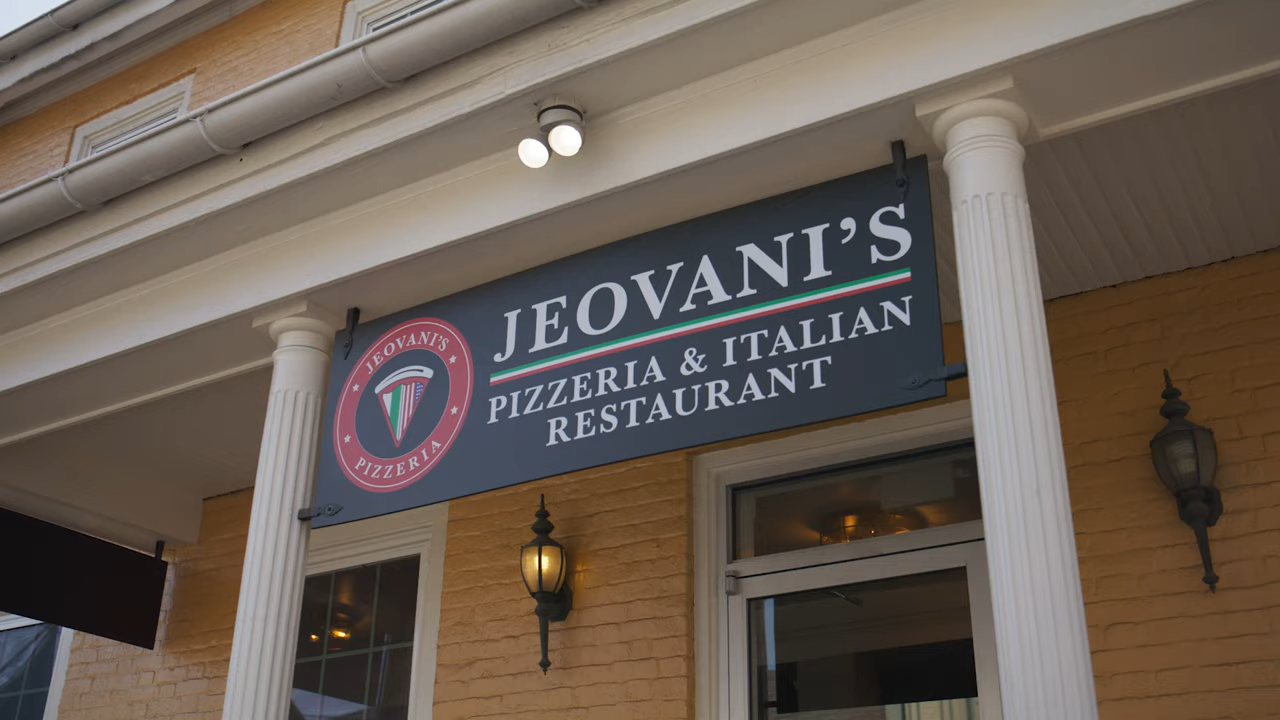 JEOVANI'S
PIZZERIA
JEOVANI'S
PIZZERIA & ITALIAN
RESTAURANT